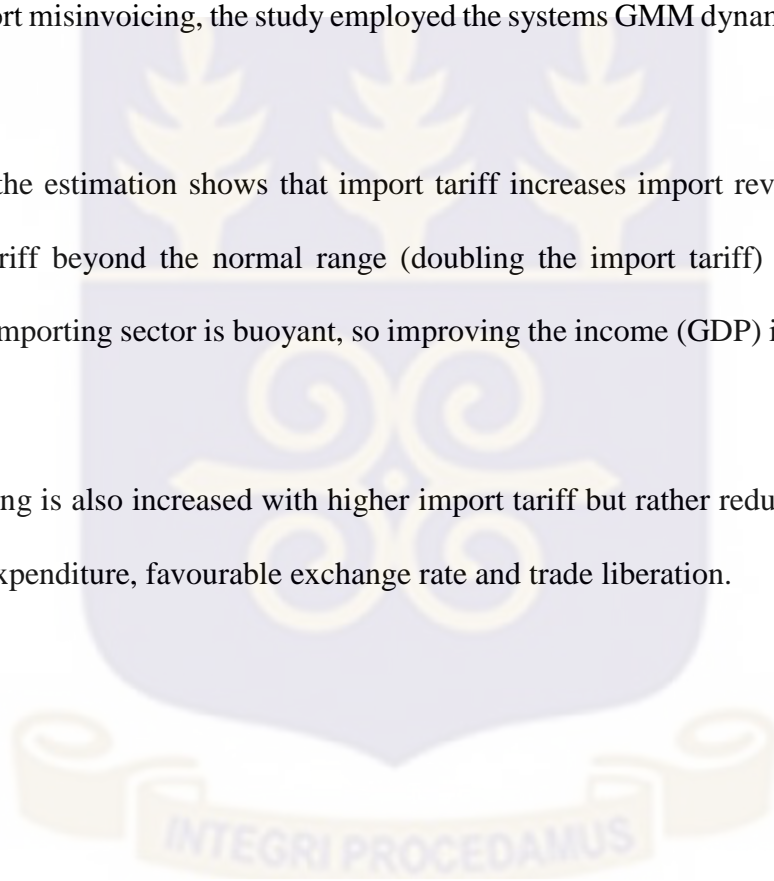 ort misinvoicing, the study employed the systems GMM dynam
the estimation shows that import tariff increases import rev
riff beyond the normal range (doubling the import tariff)
importing sector is buoyant, so improving the income (GDP) i
ng is also increased with higher import tariff but rather redu
xpenditure, favourable exchange rate and trade liberation.
INTEGRI PROCEDAMUS